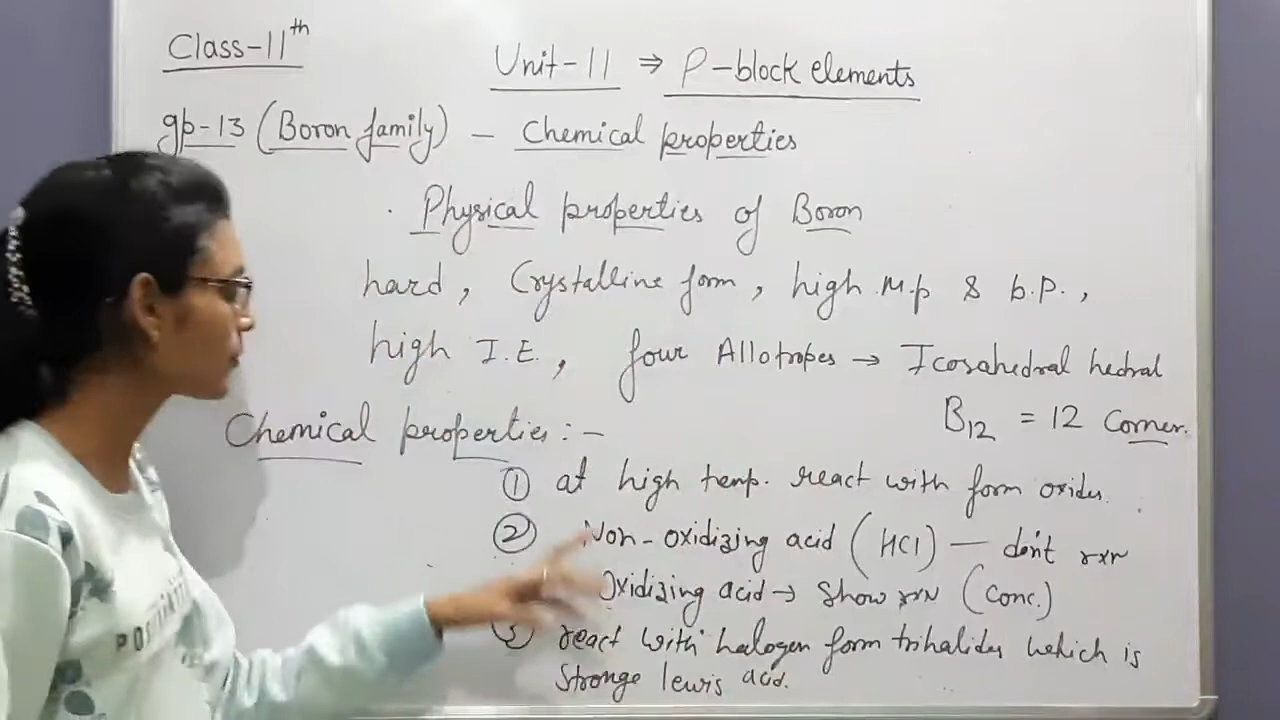 Class-11th
Unit-11 ⇒ P-block elements
gp-13 (Boron family) - Chemical properties
Physical properties of Boron
hard, Crystalline form, high M.p & b.p.,
high I.E., four Allotropes → Icosahedral hedral
B12 = 12 Corner.
Chemical properties :-
① at high temp. react with form oxides.
② Non-oxidizing acid (HCl) — don't rxn
Oxidizing acid → Show rxn (Conc.)
③ react with halogen form trihalides which is
Stronge lewis acid.